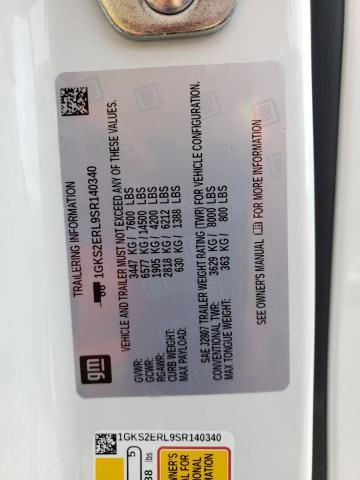 TRAILERING INFORMATION
1GKS2ERL9SR140340
VEHICLE AND TRAILER MUST NOT EXCEED ANY OF THESE VALUES.
GVWR: 3447 KG / 7600 LBS
GCWR: 6577 KG / 14500 LBS
RGAWR: 1905 KG / 4200 LBS
CURB WEIGHT: 2818 KG / 6212 LBS
MAX PAYLOAD: 630 KG / 1388 LBS
SAE J2807 TRAILER WEIGHT RATING (TWR) FOR VEHICLE CONFIGURATION.
CONVENTIONAL TWR: 3629 KG / 8000 LBS
MAX TONGUE WEIGHT: 363 KG / 800 LBS
SEE OWNER'S MANUAL FOR MORE INFORMATION
gm
1GKS2ERL9SR140340
5
38 lbs
OWNER'S